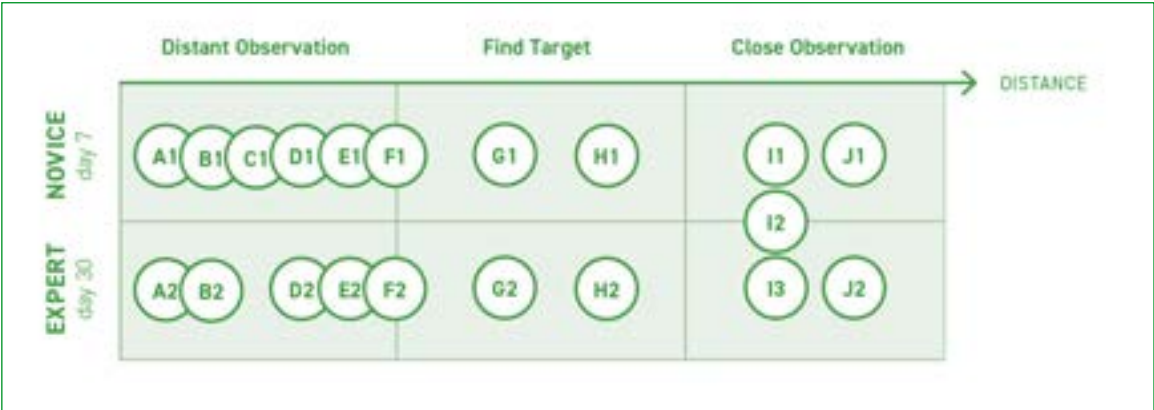 Distant Observation Find Target Close Observation
DISTANCE
NOVICE
day 7
A1 B1 C1 D1 E1 F1 G1 H1 I1 J1
I2
EXPERT
day 30
A2 B2 D2 E2 F2 G2 H2 I3 J2